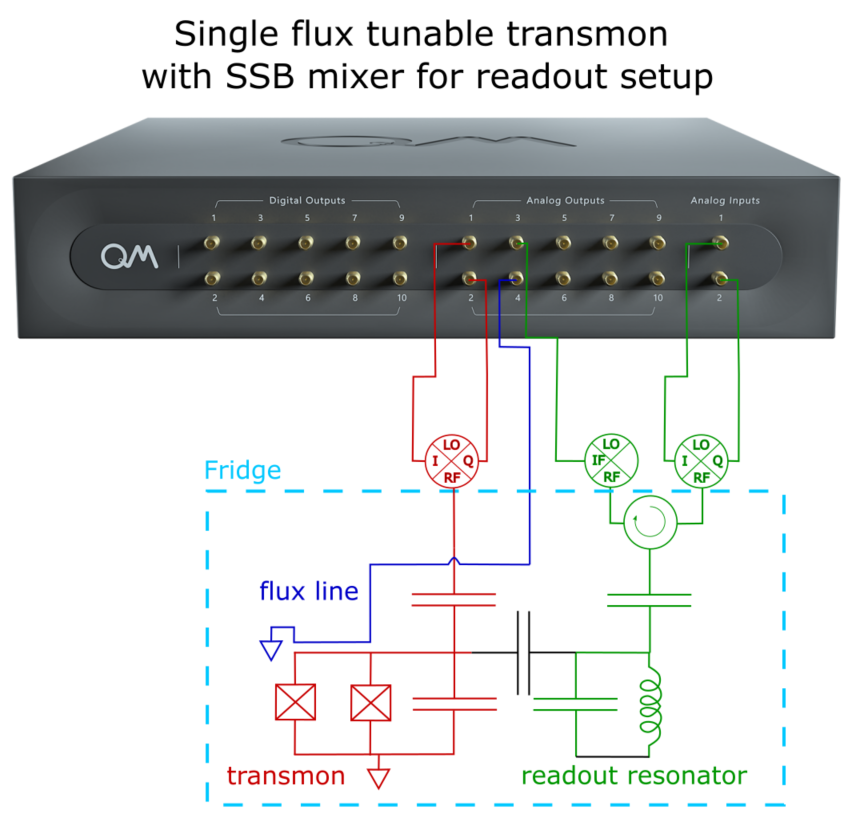 Single flux tunable transmon
with SSB mixer for readout setup
QM
Digital Outputs
Analog Outputs
Analog Inputs
1 3 5 7 9
1 3 5 7 9
1
QM
2 4 6 8 10
2 4 6 8 10
2
LO
I Q
RF
LO
IF
RF
LO
I Q
RF
Fridge
flux line
transmon
readout resonator